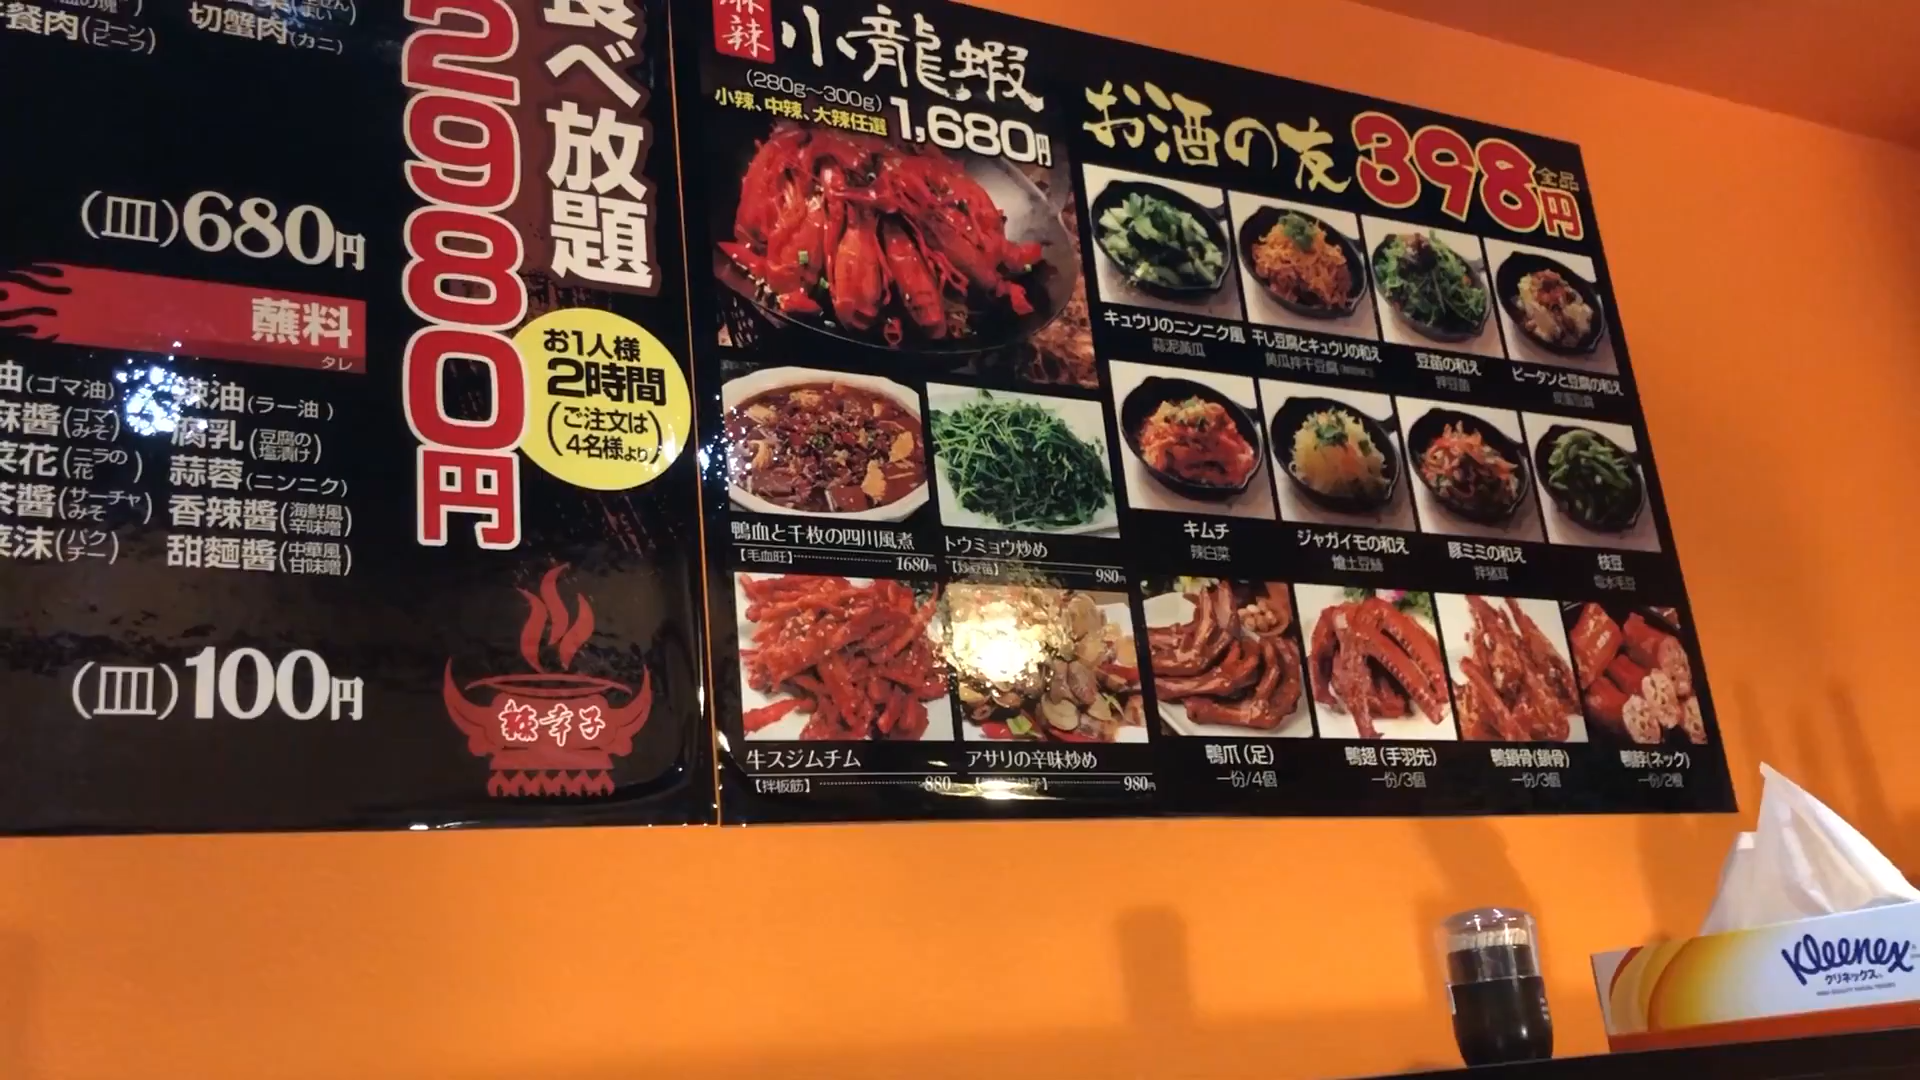 餐肉(コーンビーフ)
切蟹肉(カニ)
(皿)680円
蘸料
タレ
油(ゴマ油)
辣油(ラー油)
麻醬(ゴマみそ)
腐乳(豆腐の塩漬け)
菜花(ニラの花)
蒜蓉(ニンニク)
茶醬(サーチャみそ)
香辣醬(海鮮風辛味噌)
菜沫(パクチー)
甜麵醬(中華風甘味噌)
(皿)100円
食べ放題
2980円
お1人様
2時間
(ご注文は
4名様より)
辣幸子
麻辣
小龍蝦
(280g〜300g)
小辣、中辣、大辣任選
1,680円
鴨血と千枚の四川風煮
【毛血旺】 1680円
トウミョウ炒め
【炒豆苗】 980円
牛スジムチム
【拌板筋】 880
アサリの辛味炒め
980円
お酒の友 398円
全品
キュウリのニンニク風
蒜泥黃瓜
干し豆腐とキュウリの和え
黄瓜拌干豆腐
豆苗の和え
拌豆苗
ピータンと豆腐の和え
皮蛋豆腐
キムチ
辣白菜
ジャガイモの和え
熗土豆絲
豚ミミの和え
拌猪耳
枝豆
塩水毛豆
鴨爪(足)
一份/4個
鴨翅(手羽先)
一份/3個
鴨鎖骨(鎖骨)
一份/3個
鴨脖(ネック)
一份/2根
Kleenex
クリネックス